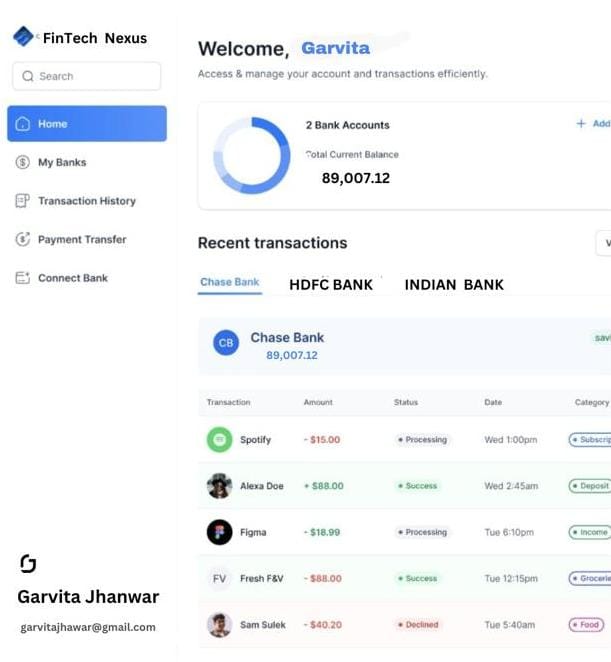 FinTech Nexus
Search
Home
My Banks
Transaction History
Payment Transfer
Connect Bank
Garvita Jhanwar
garvitajhawar@gmail.com
Welcome, Garvita
Access & manage your account and transactions efficiently.
2 Bank Accounts
+ Add
Total Current Balance
89,007.12
Recent transactions
V
Chase Bank HDFC BANK INDIAN BANK
CB Chase Bank savi
89,007.12
Transaction Amount Status Date Category
Spotify - $15.00 Processing Wed 1:00pm Subscrip
Alexa Doe + $88.00 Success Wed 2:45am Deposit
Figma - $18.99 Processing Tue 6:10pm Income
FV Fresh F&V - $88.00 Success Tue 12:15pm Grocerie
Sam Sulek - $40.20 Declined Tue 5:40am Food